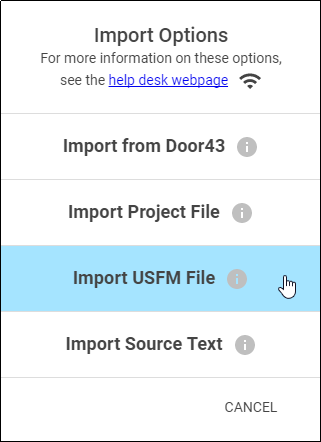 Import Options
For more information on these options,
see the help desk webpage
Import from Door43
Import Project File
Import USFM File
Import Source Text
CANCEL